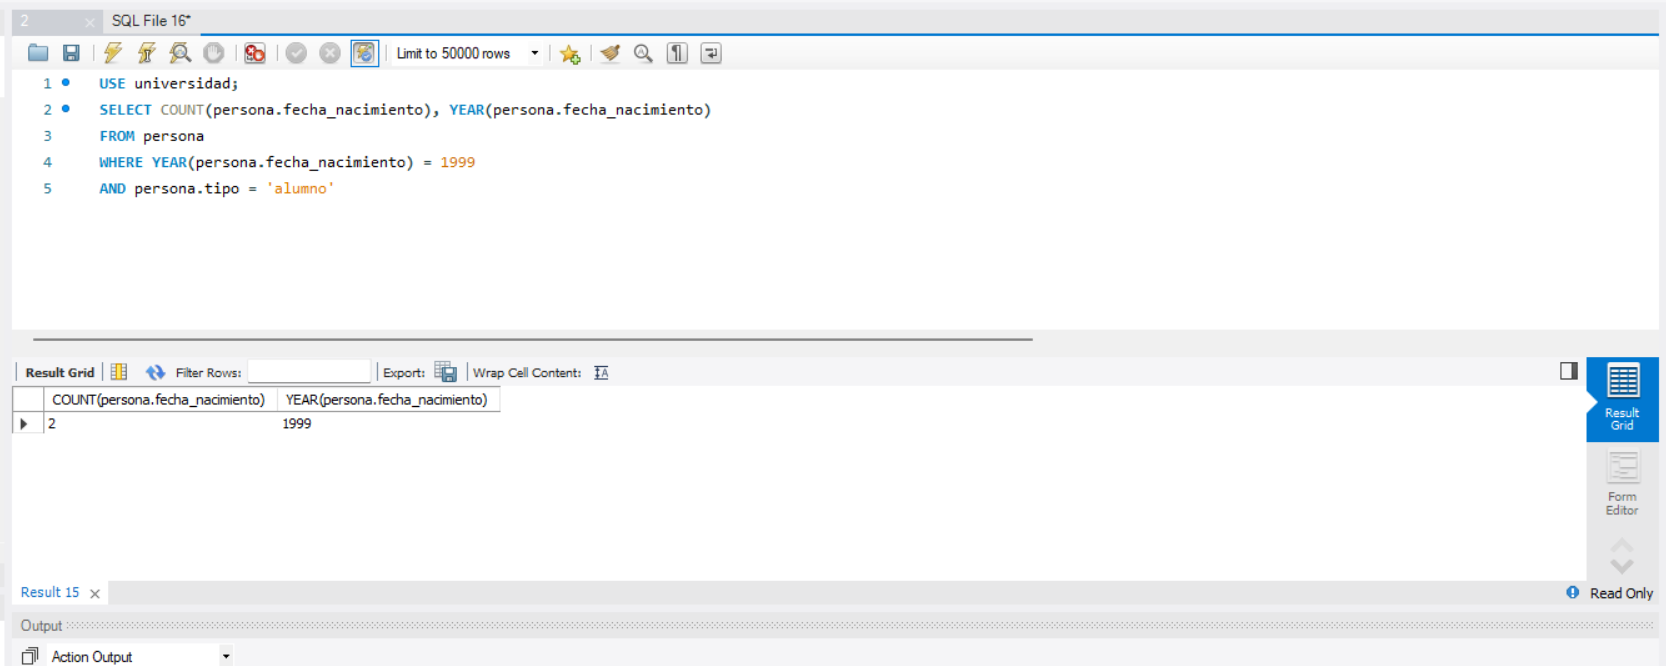 2 × SQL File 16*
Limit to 50000 rows
1 USE universidad;
2 SELECT COUNT(persona.fecha_nacimiento), YEAR(persona.fecha_nacimiento)
3 FROM persona
4 WHERE YEAR(persona.fecha_nacimiento) = 1999
5 AND persona.tipo = 'alumno'
Result Grid Filter Rows: Export: Wrap Cell Content:
COUNT(persona.fecha_nacimiento) YEAR(persona.fecha_nacimiento)
2 1999
Result
Grid
Form
Editor
Result 15 × Read Only
Output
Action Output